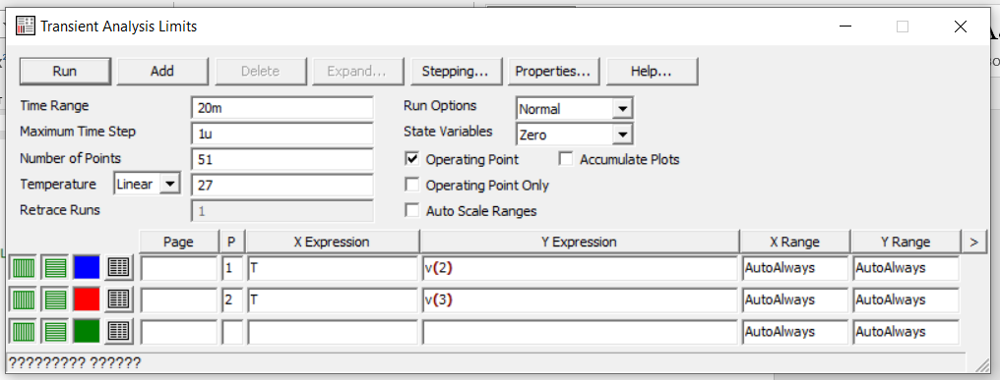 Transient Analysis Limits
Run Add Delete Expand... Stepping... Properties... Help...
Time Range 20m Run Options Normal
Maximum Time Step 1u State Variables Zero
Number of Points 51 Operating Point Accumulate Plots
Temperature Linear 27 Operating Point Only
Retrace Runs 1 Auto Scale Ranges
Page P X Expression Y Expression X Range Y Range >
1 T v(2) AutoAlways AutoAlways
2 T v(3) AutoAlways AutoAlways
AutoAlways AutoAlways
????????? ??????